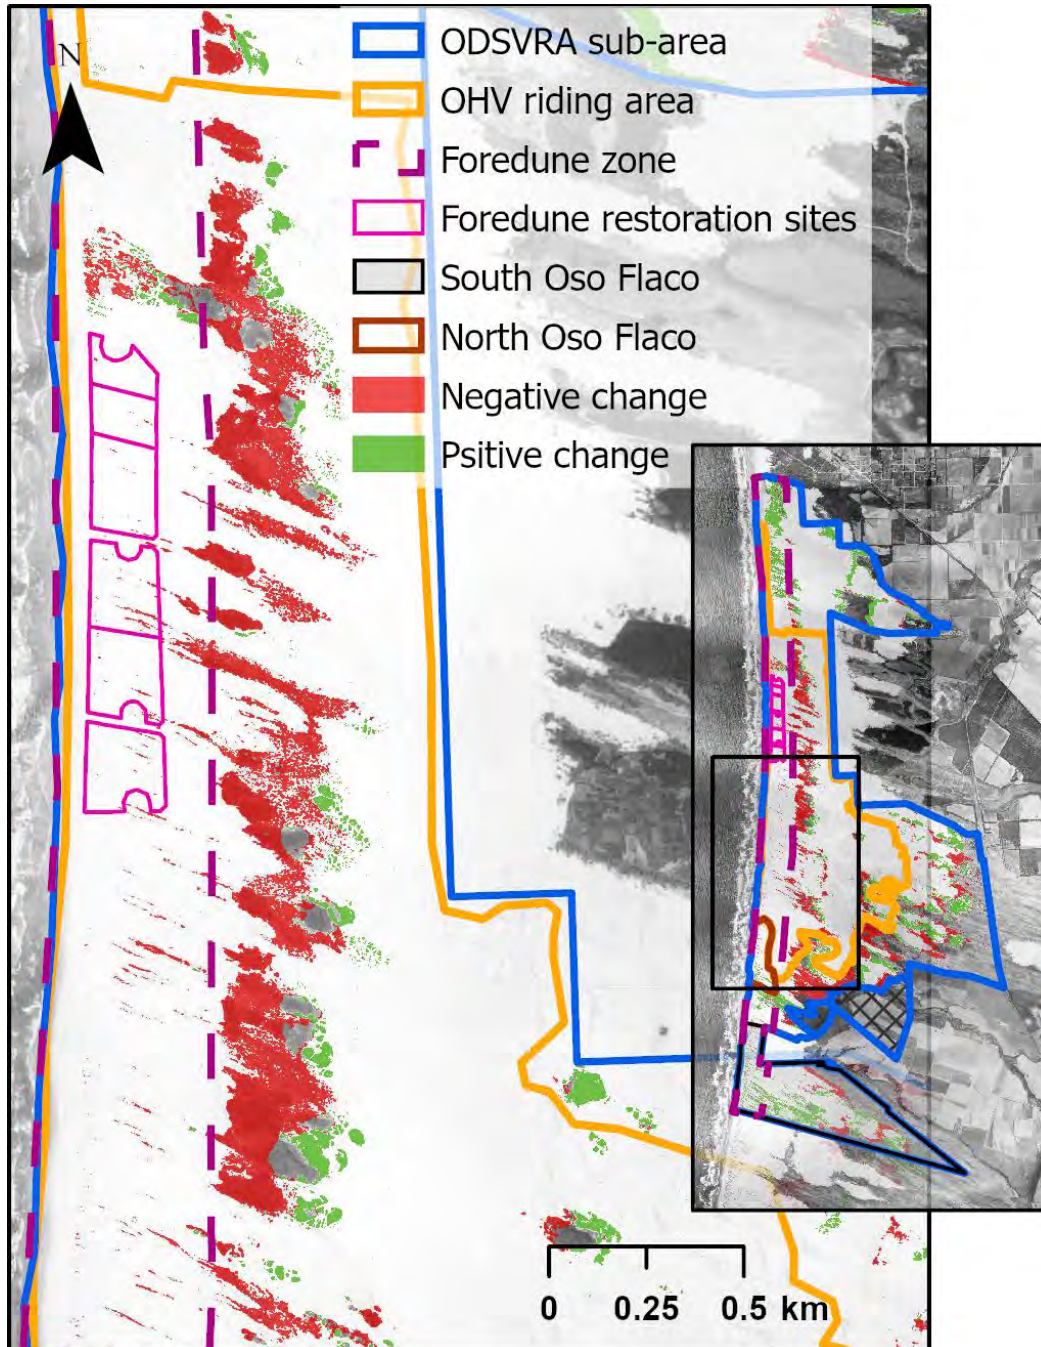 N
ODSVRA sub-area
OHV riding area
Foredune zone
Foredune restoration sites
South Oso Flaco
North Oso Flaco
Negative change
Psitive change
0 0.25 0.5 km